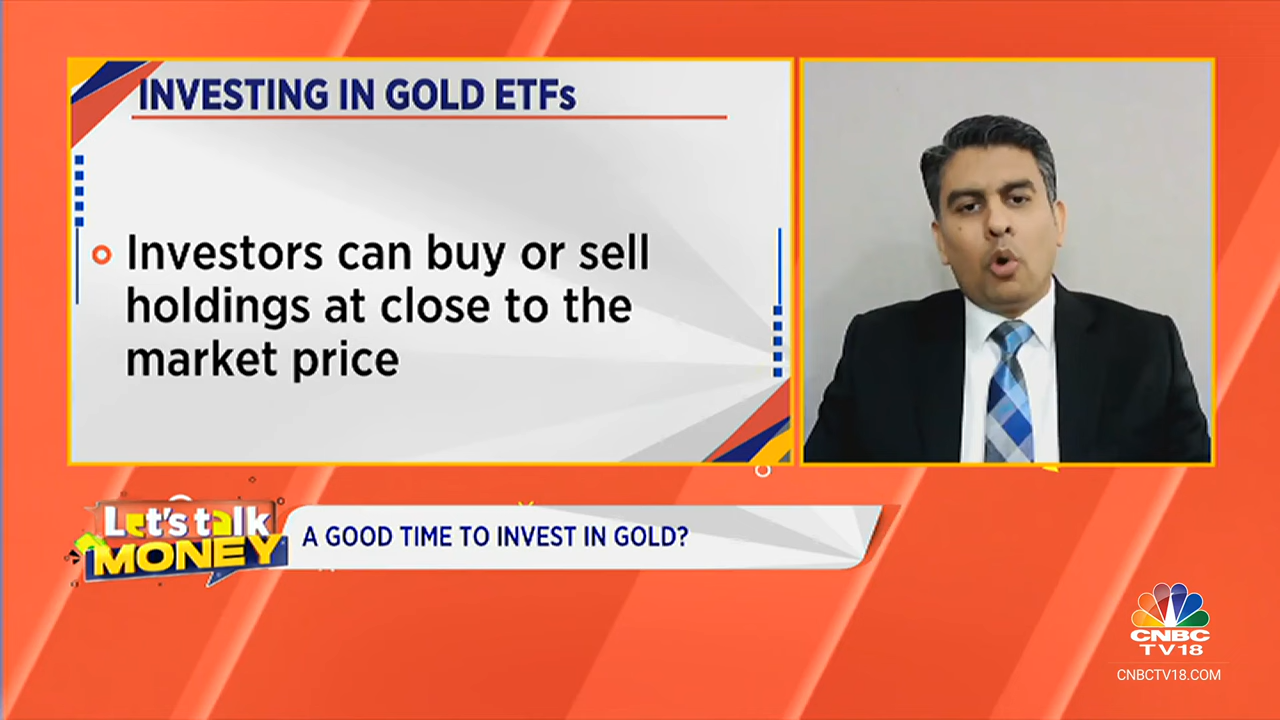 INVESTING IN GOLD ETFs
Investors can buy or sell
holdings at close to the
market price
Let's talk
MONEY
A GOOD TIME TO INVEST IN GOLD?
CNBC
TV18
CNBCTV18.COM